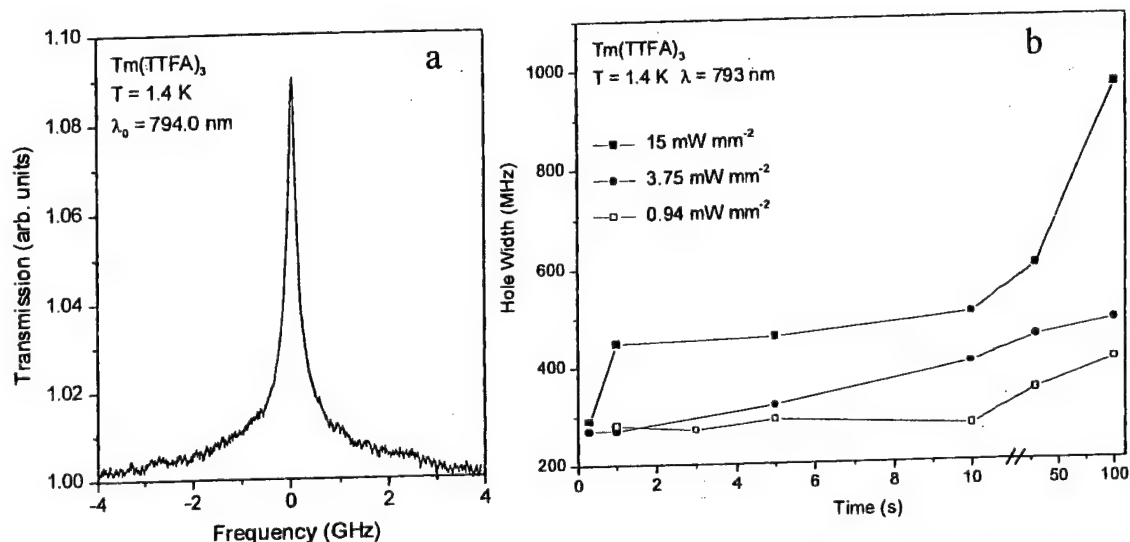 a
Tm(TTFA)₃
T = 1.4 K
λ₀ = 794.0 nm
1.10
1.08
1.06
1.04
1.02
1.00
-4
-2
0
2
4
Transmission (arb. units)
Frequency (GHz)
b
Tm(TTFA)₃
T = 1.4 K λ = 793 nm
15 mW mm⁻²
3.75 mW mm⁻²
0.94 mW mm⁻²
1000
800
600
400
200
0
2
4
6
8
10
50
100
Hole Width (MHz)
Time (s)